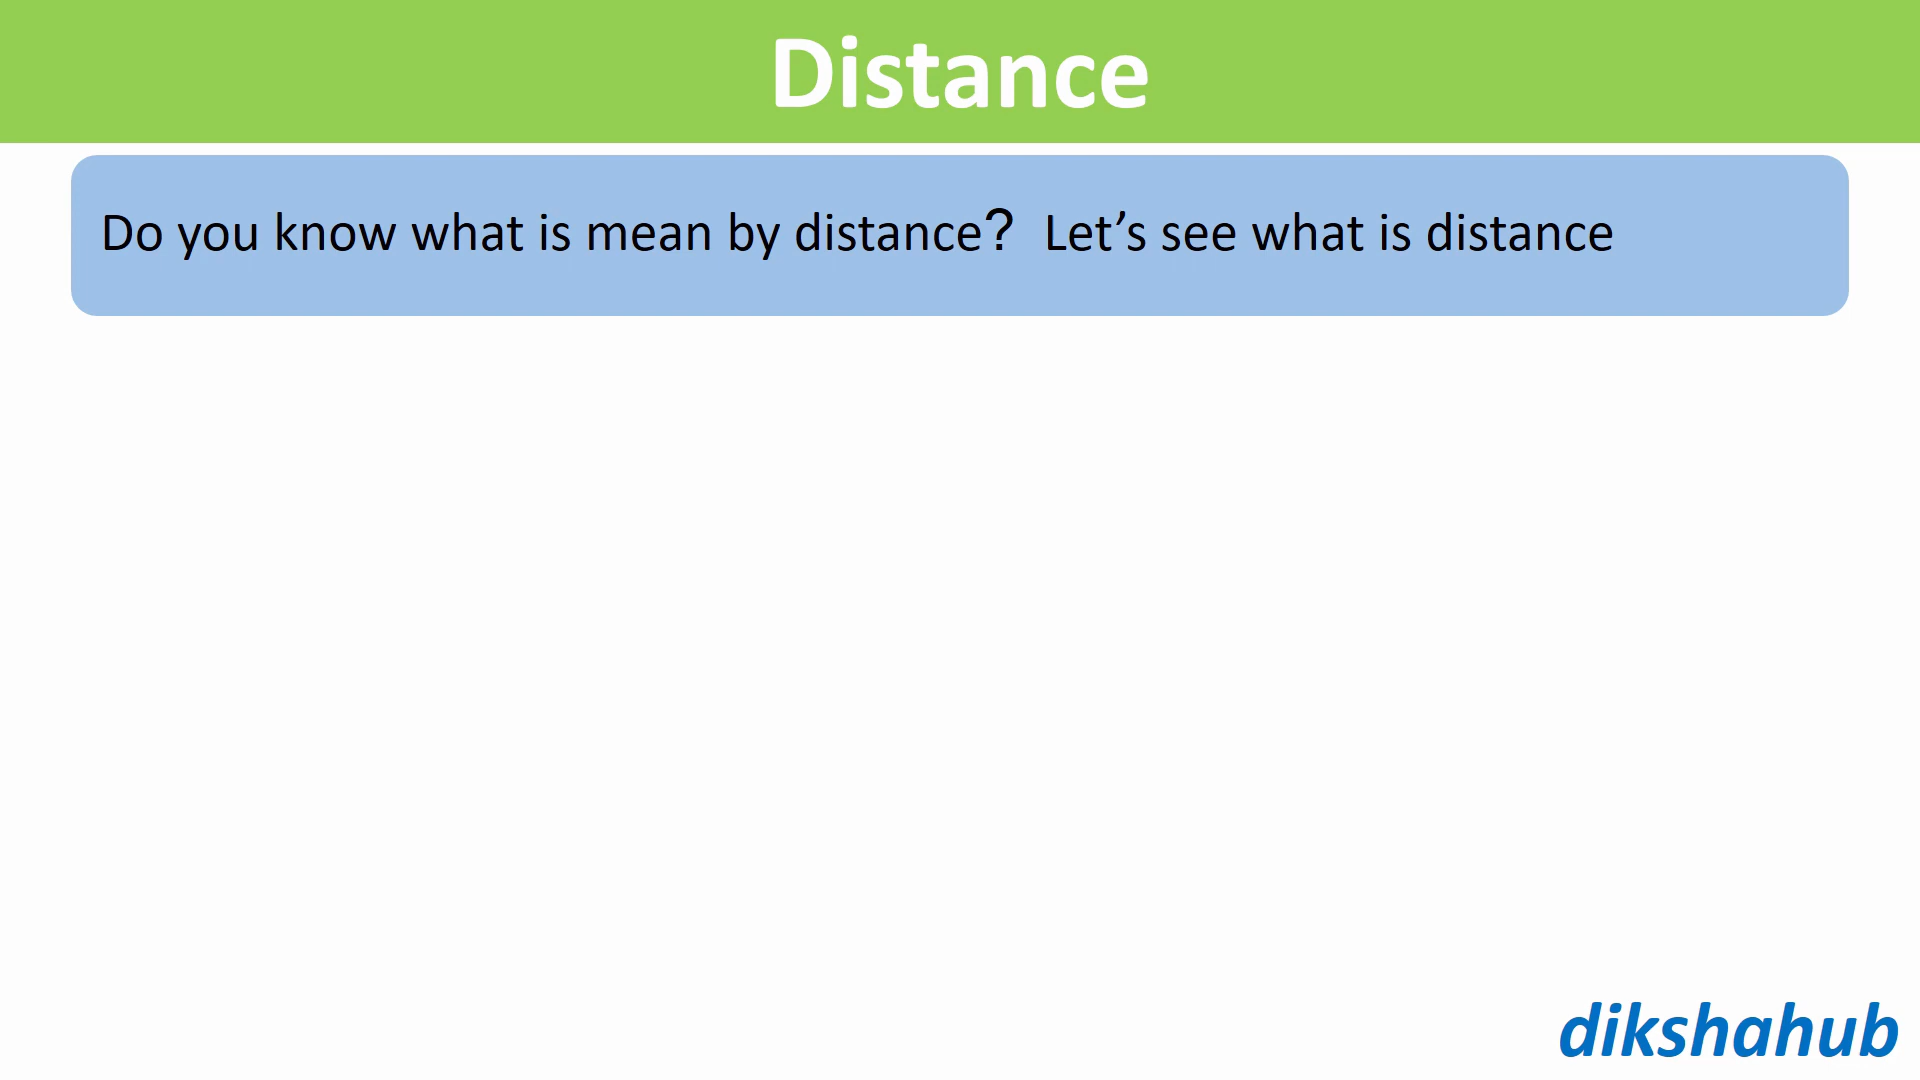 Distance
Do you know what is mean by distance?  Let’s see what is distance
dikshahub